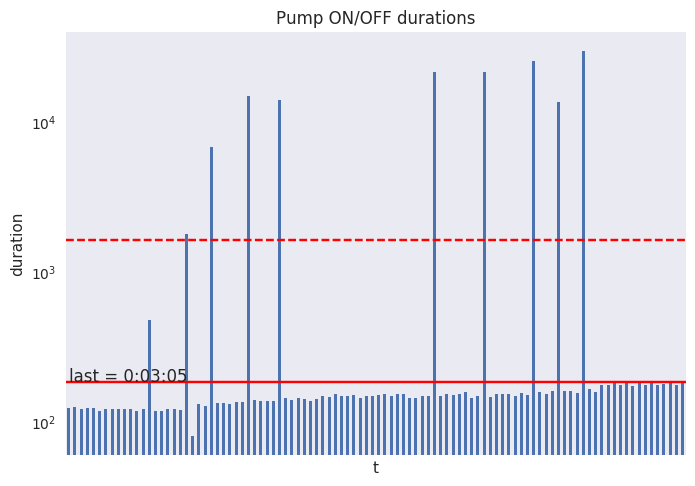 Pump ON/OFF durations
duration
10^4
10^3
last = 0:03:05
10^2
t